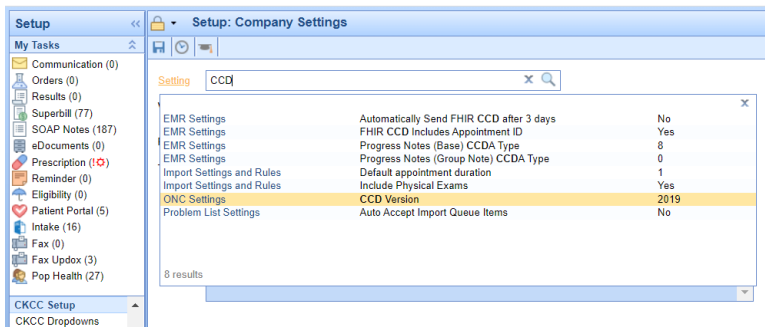 Setup
Setup: Company Settings
My Tasks
Communication (0)
Orders (0)
Results (0)
Superbill (77)
SOAP Notes (187)
eDocuments (0)
Prescription (!)
Reminder (0)
Eligibility (0)
Patient Portal (5)
Intake (16)
Fax (0)
Fax Updox (3)
Pop Health (27)
CKCC Setup
CKCC Dropdowns
Setting CCD
EMR Settings Automatically Send FHIR CCD after 3 days No
EMR Settings FHIR CCD Includes Appointment ID Yes
EMR Settings Progress Notes (Base) CCDA Type 8
EMR Settings Progress Notes (Group Note) CCDA Type 0
Import Settings and Rules Default appointment duration 1
Import Settings and Rules Include Physical Exams Yes
ONC Settings CCD Version 2019
Problem List Settings Auto Accept Import Queue Items No
8 results